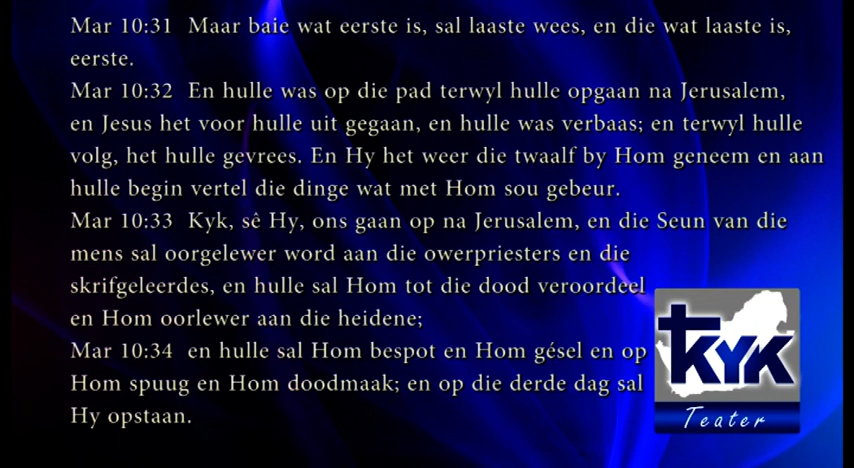 Mar 10:31 Maar baie wat eerste is, sal laaste wees, en die wat laaste is,
eerste.
Mar 10:32 En hulle was op die pad terwyl hulle opgaan na Jerusalem,
en Jesus het voor hulle uit gegaan, en hulle was verbaas; en terwyl hulle
volg, het hulle gevrees. En Hy het weer die twaalf by Hom geneem en aan
hulle begin vertel die dinge wat met Hom sou gebeur.
Mar 10:33 Kyk, sê Hy, ons gaan op na Jerusalem, en die Seun van die
mens sal oorgelewer word aan die owerpriesters en die
skrifgeleerdes, en hulle sal Hom tot die dood veroordeel
en Hom oorlewer aan die heidene;
Mar 10:34 en hulle sal Hom bespot en Hom gésel en op
Hom spuug en Hom doodmaak; en op die derde dag sal
Hy opstaan.
KYK
Teater